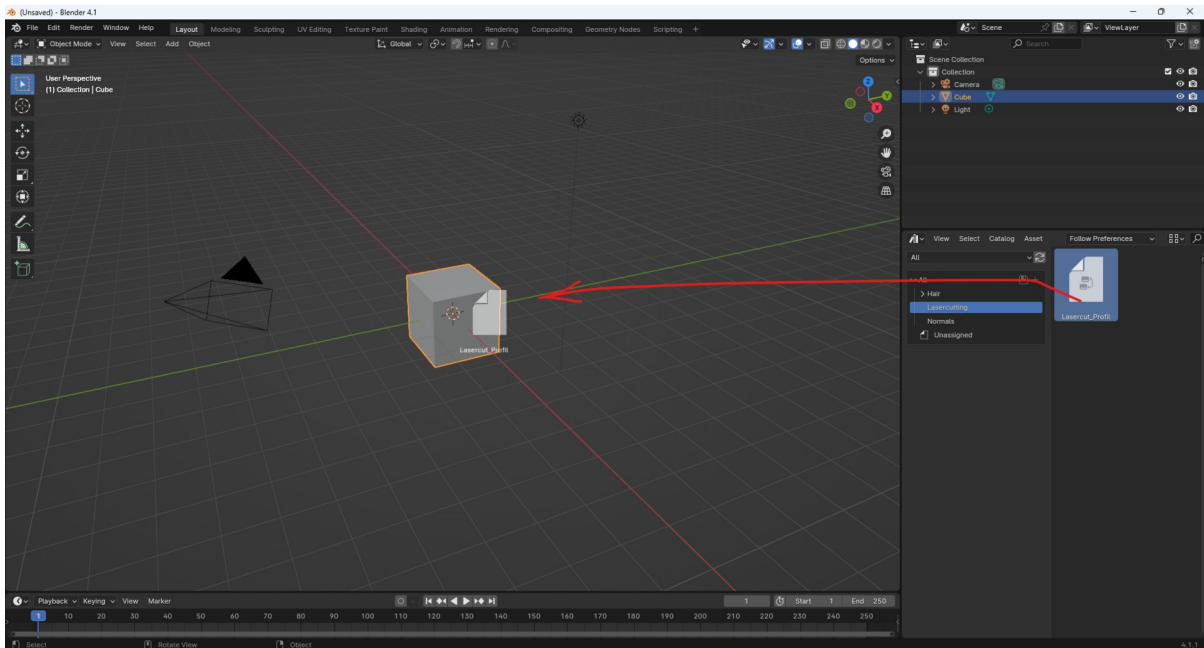 (Unsaved) - Blender 4.1
File Edit Render Window Help Layout Modeling Sculpting UV Editing Texture Paint Shading Animation Rendering Compositing Geometry Nodes Scripting + Scene ViewLayer
Object Mode View Select Add Object Global Search
Options
User Perspective
(1) Collection | Cube
Z
Y
X
Scene Collection
Collection
Camera
Cube
Light
View Select Catalog Asset Follow Preferences
All
All
Hair
Lasercutting
Normals
Unassigned
Lasercut_Profil
Lasercut_Profil
Playback Keying View Marker 1 Start 1 End 250
1 10 20 30 40 50 60 70 80 90 100 110 120 130 140 150 160 170 180 190 200 210 220 230 240 250
Select Rotate View Object 4.1.1